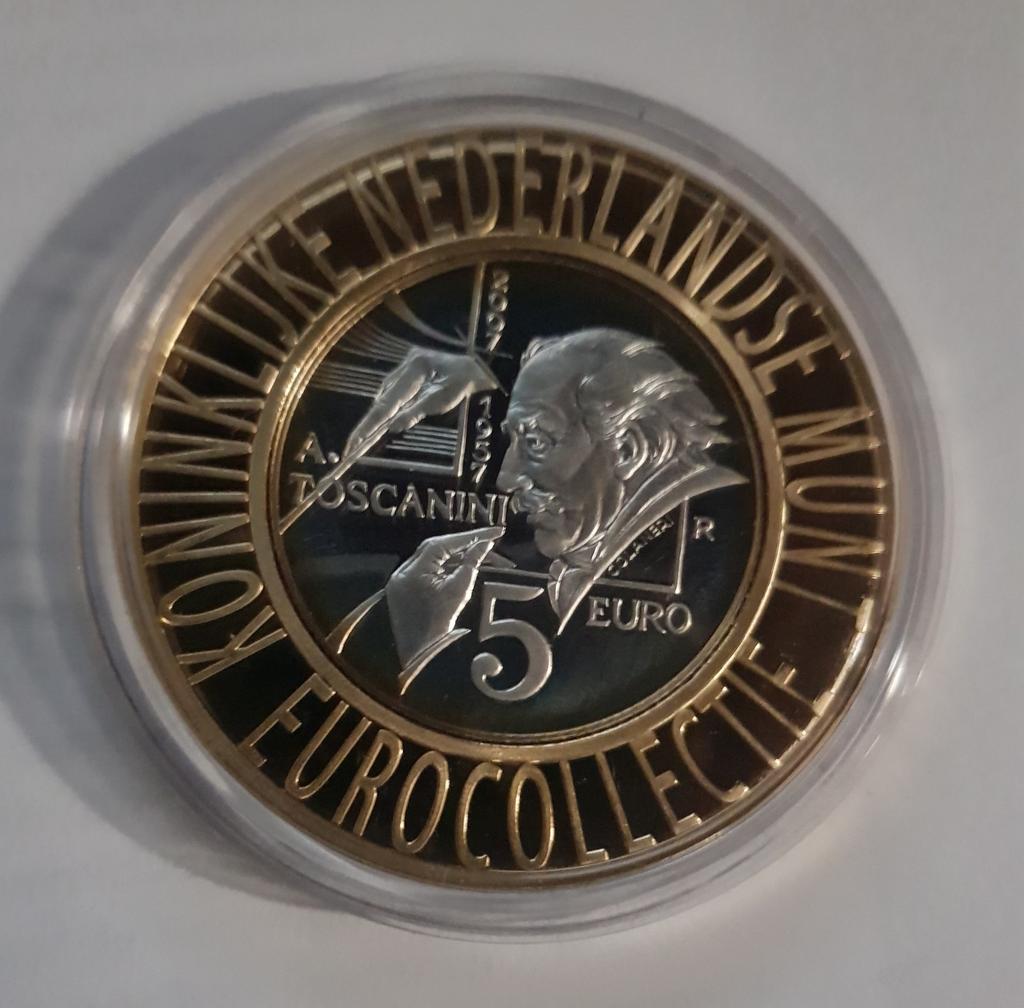 KONINKLIJKE NEDERLANDSE MUNT
EUROCOLLECTIE
2007
1957
A.
TOSCANINI
R
5
EURO